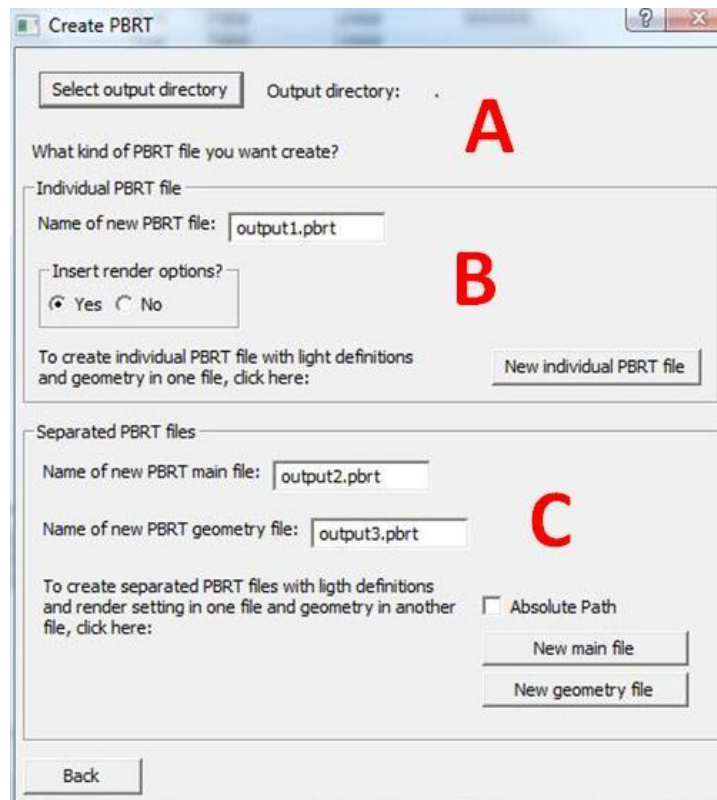 Create PBRT
Select output directory Output directory: .
A
What kind of PBRT file you want create?
Individual PBRT file
Name of new PBRT file: output1.pbrt
B
Insert render options?
Yes No
To create individual PBRT file with light definitions
and geometry in one file, click here:
New individual PBRT file
Separated PBRT files
Name of new PBRT main file: output2.pbrt
Name of new PBRT geometry file: output3.pbrt
C
To create separated PBRT files with ligth definitions
and render setting in one file and geometry in another
file, click here:
Absolute Path
New main file
New geometry file
Back